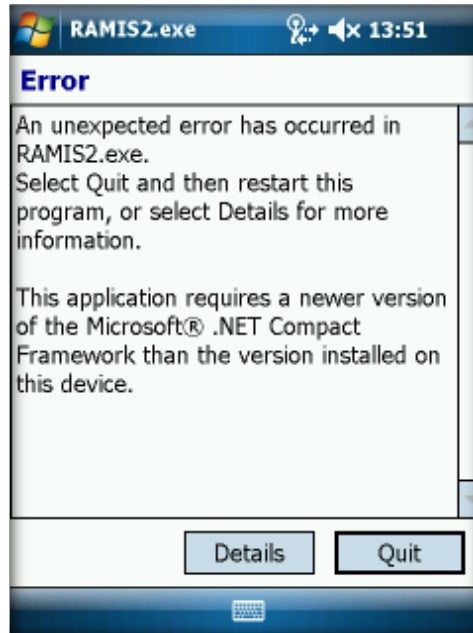 RAMIS2.exe 13:51
Error
An unexpected error has occurred in
RAMIS2.exe.
Select Quit and then restart this
program, or select Details for more
information.
This application requires a newer version
of the Microsoft® .NET Compact
Framework than the version installed on
this device.
Details Quit